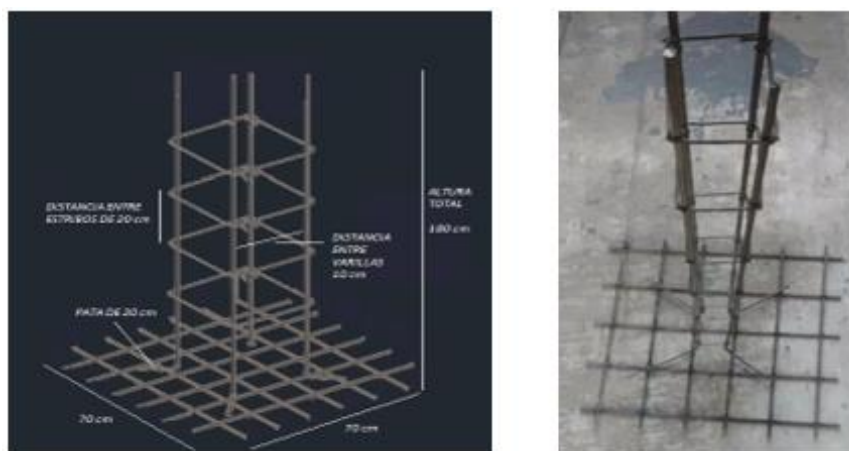 DISTANCIA ENTRE
ESTRIBOS DE 20 cm
ALTURA
TOTAL
180 cm
DISTANCIA
ENTRE
VARILLAS
10 cm
PATA DE 20 cm
70 cm
70 cm